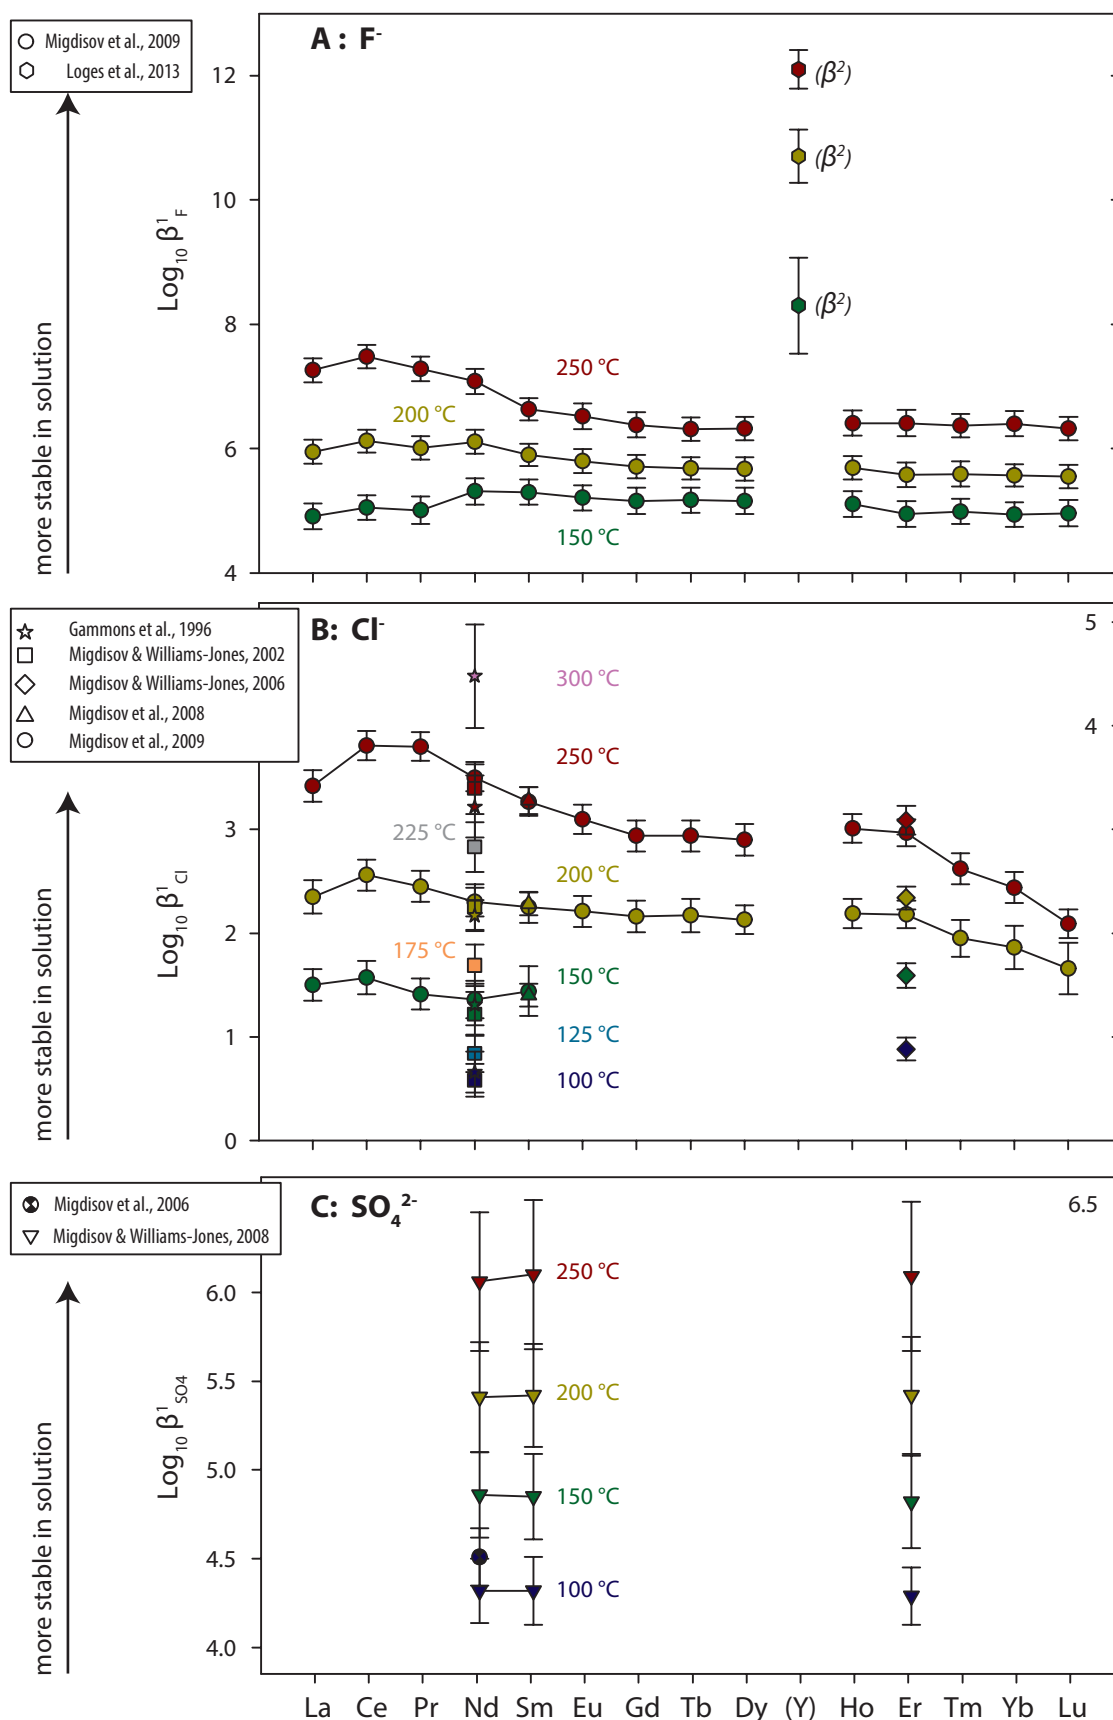 Migdisov et al., 2009
Loges et al., 2013
A : F⁻
12
10
8
6
4
Log₁₀ β¹F
more stable in solution
(β²)
(β²)
(β²)
250 °C
200 °C
150 °C
Gammons et al., 1996
Migdisov & Williams-Jones, 2002
Migdisov & Williams-Jones, 2006
Migdisov et al., 2008
Migdisov et al., 2009
B: Cl⁻
5
4
3
2
1
0
Log₁₀ β¹Cl
more stable in solution
300 °C
250 °C
225 °C
200 °C
175 °C
150 °C
125 °C
100 °C
Migdisov et al., 2006
Migdisov & Williams-Jones, 2008
C: SO₄²⁻
6.5
6.0
5.5
5.0
4.5
4.0
Log₁₀ β¹SO4
more stable in solution
250 °C
200 °C
150 °C
100 °C
La Ce Pr Nd Sm Eu Gd Tb Dy (Y) Ho Er Tm Yb Lu